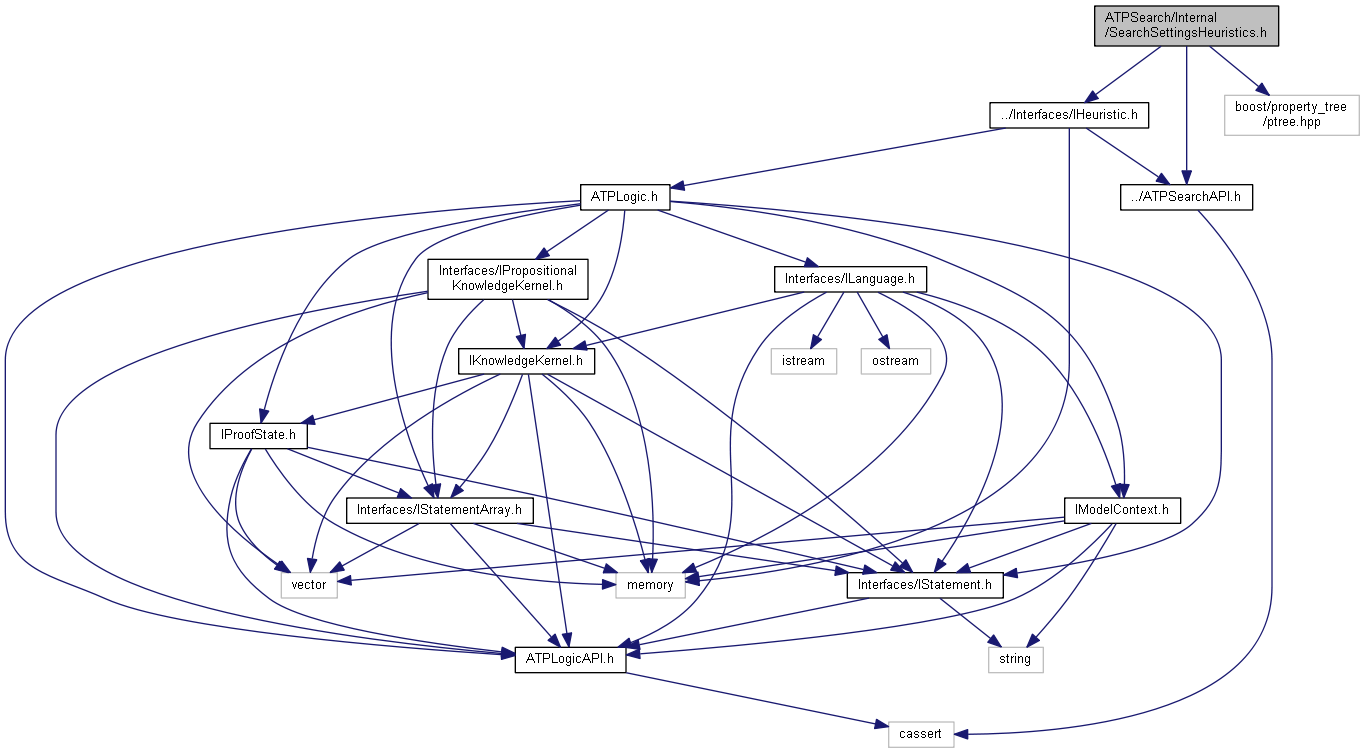 ATPSearch/Internal
/SearchSettingsHeuristics.h
../Interfaces/IHeuristic.h
boost/property_tree
/ptree.hpp
ATPLogic.h
../ATPSearchAPI.h
Interfaces/IPropositional
KnowledgeKernel.h
Interfaces/ILanguage.h
IKnowledgeKernel.h
istream
ostream
IProofState.h
Interfaces/IStatementArray.h
IModelContext.h
vector
memory
Interfaces/IStatement.h
ATPLogicAPI.h
string
cassert